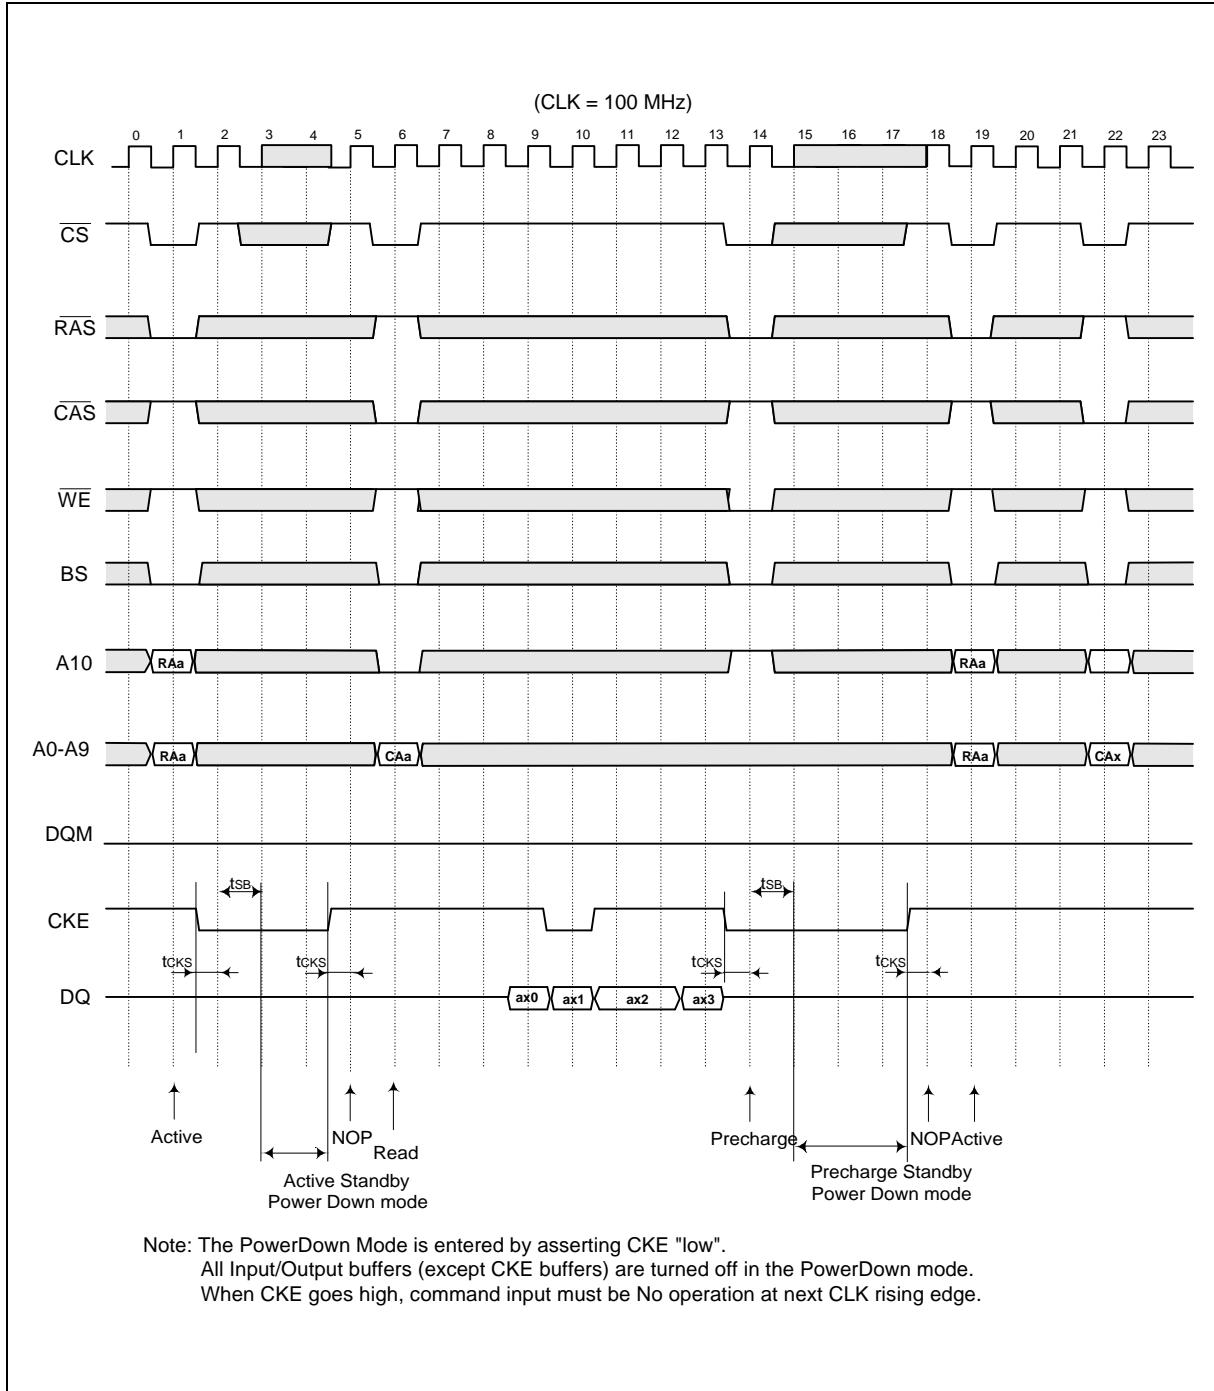 (CLK = 100 MHz)
0 1 2 3 4 5 6 7 8 9 10 11 12 13 14 15 16 17 18 19 20 21 22 23
CLK
CS
RAS
CAS
WE
BS
A10 RAa RAa
A0-A9 RAa CAa RAa CAx
DQM
tSB tSB
CKE
tCKS tCKS tCKS tCKS
DQ ax0 ax1 ax2 ax3
Active NOP Read Precharge NOP Active
Active Standby
Power Down mode
Precharge Standby
Power Down mode
Note: The PowerDown Mode is entered by asserting CKE "low".
All Input/Output buffers (except CKE buffers) are turned off in the PowerDown mode.
When CKE goes high, command input must be No operation at next CLK rising edge.